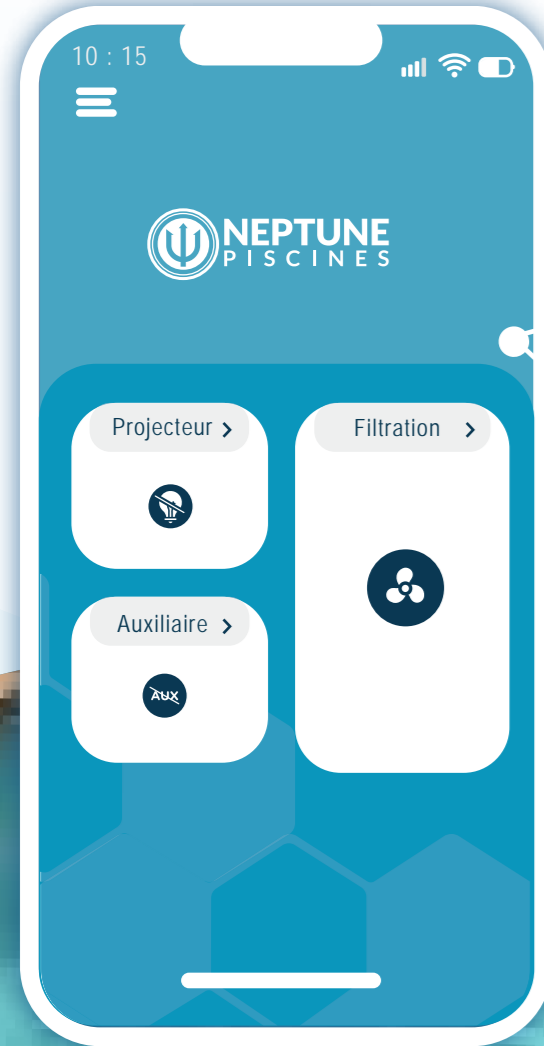 10 : 15
NEPTUNE
PISCINES
Projecteur
Filtration
Auxiliaire
AUX